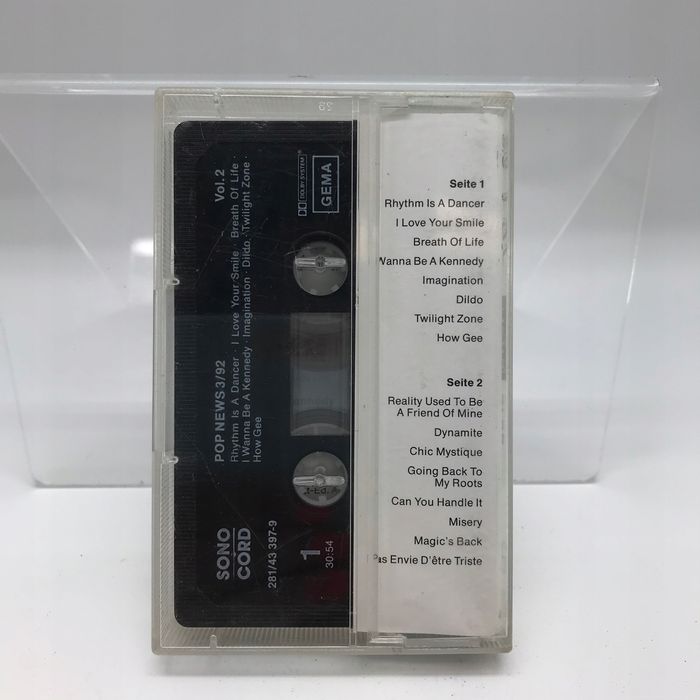 SONO
CORD
281/43 397-9
1
30:54
POP NEWS 3/92 Vol. 2
Rhythm Is A Dancer · I Love Your Smile · Breath Of Life ·
I Wanna Be A Kennedy · Imagination · Dildo · Twilight Zone ·
How Gee
DOLBY SYSTEM
GEMA
39
Seite 1
Rhythm Is A Dancer
I Love Your Smile
Breath Of Life
Wanna Be A Kennedy
Imagination
Dildo
Twilight Zone
How Gee
Seite 2
Reality Used To Be
A Friend Of Mine
Dynamite
Chic Mystique
Going Back To
My Roots
Can You Handle It
Misery
Magic's Back
Pas Envie D'être Triste